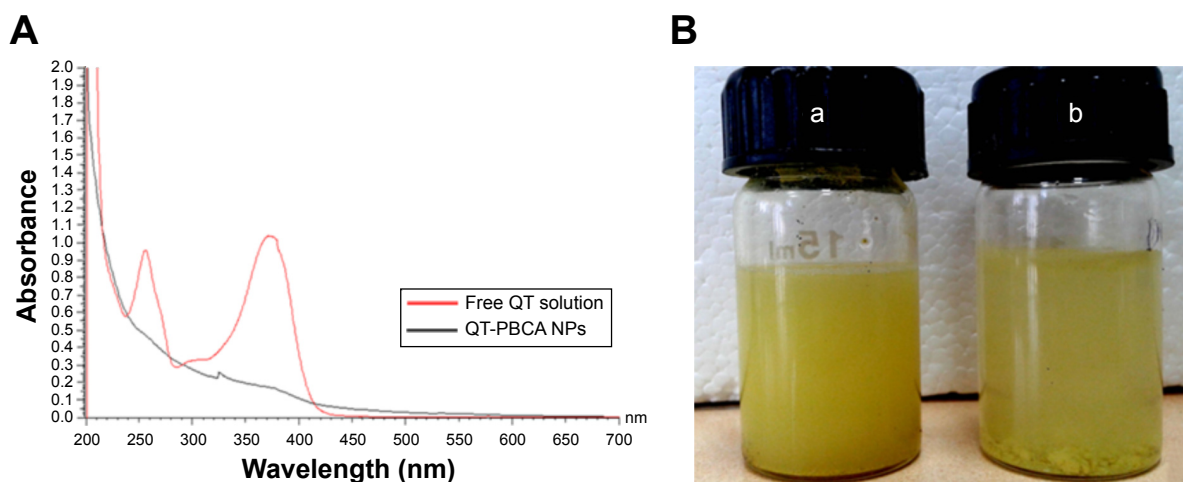 A
B
2.0
1.9
1.8
1.7
1.6
1.5
1.4
1.3
1.2
1.1
1.0
0.9
0.8
0.7
0.6
0.5
0.4
0.3
0.2
0.1
0.0
Absorbance
Free QT solution
QT-PBCA NPs
200 250 300 350 400 450 500 550 600 650 700
nm
Wavelength (nm)
a
b
15ml